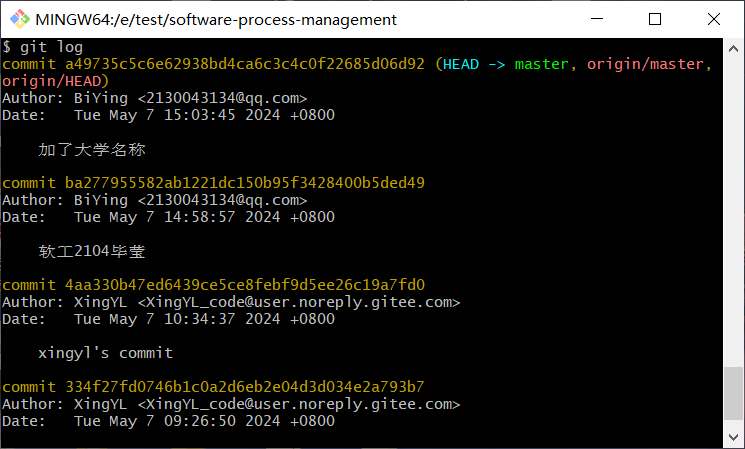 MINGW64:/e/test/software-process-management
$ git log
commit a49735c5c6e62938bd4ca6c3c4c0f22685d06d92 (HEAD -> master, origin/master,
origin/HEAD)
Author: BiYing <2130043134@qq.com>
Date:   Tue May 7 15:03:45 2024 +0800
加了大学名称
commit ba277955582ab1221dc150b95f3428400b5ded49
Author: BiYing <2130043134@qq.com>
Date:   Tue May 7 14:58:57 2024 +0800
软工2104毕莹
commit 4aa330b47ed6439ce5ce8febf9d5ee26c19a7fd0
Author: XingYL <XingYL_code@user.noreply.gitee.com>
Date:   Tue May 7 10:34:37 2024 +0800
xingyl's commit
commit 334f27fd0746b1c0a2d6eb2e04d3d034e2a793b7
Author: XingYL <XingYL_code@user.noreply.gitee.com>
Date:   Tue May 7 09:26:50 2024 +0800